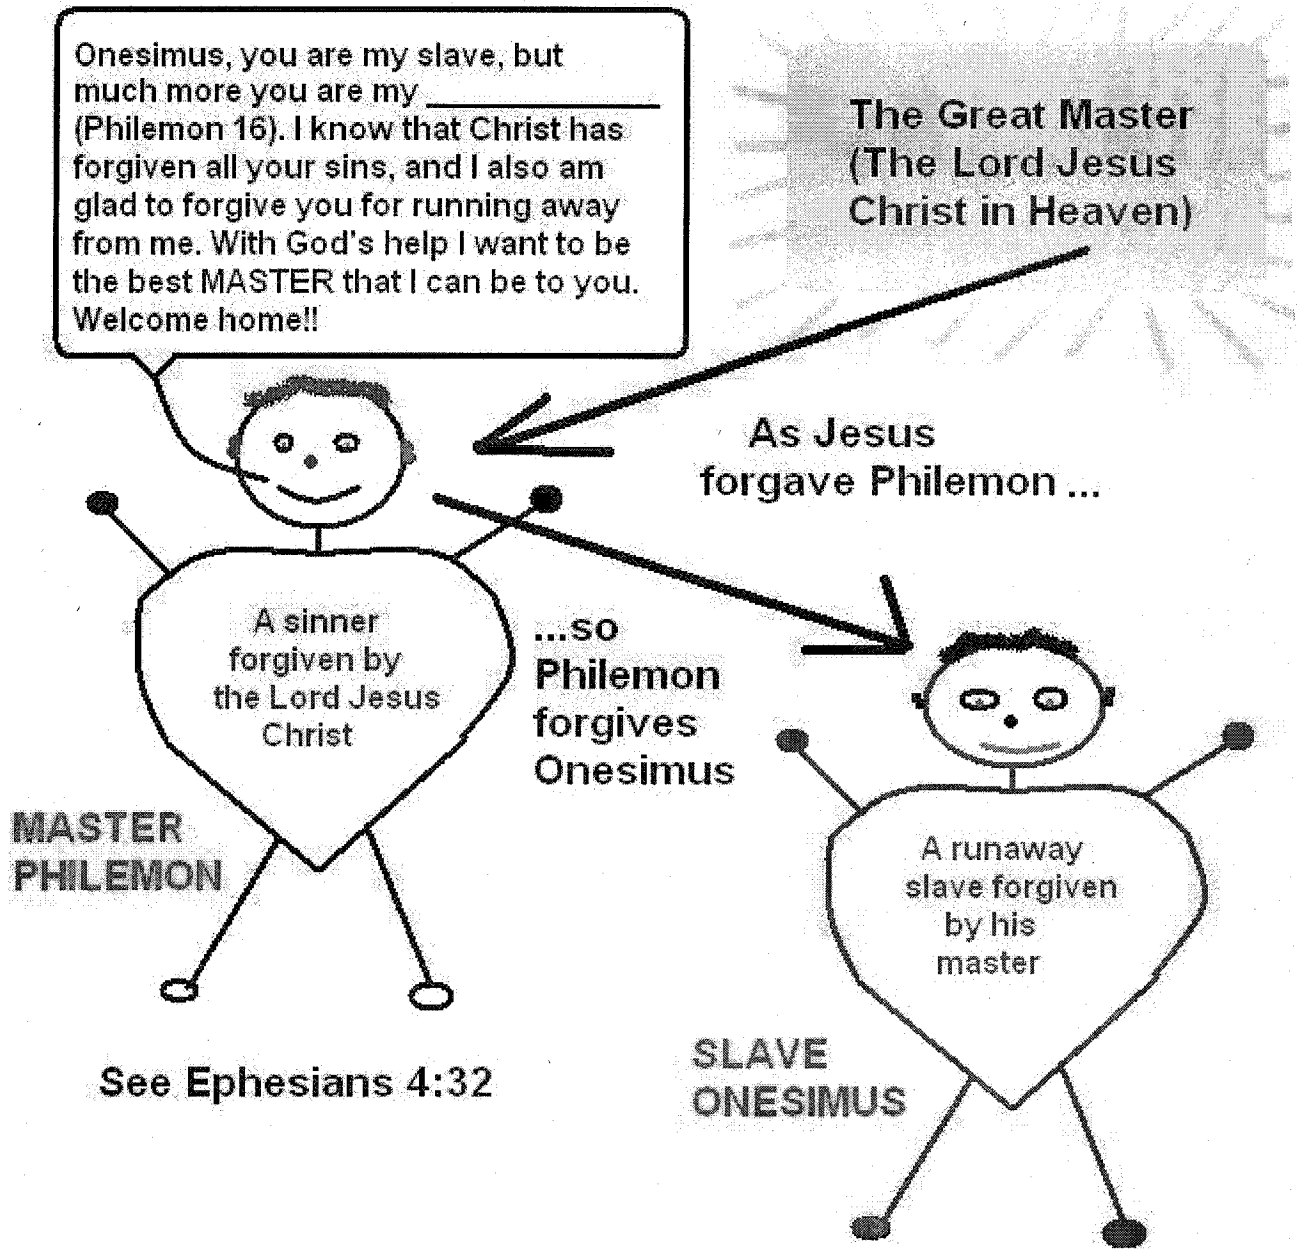 Onesimus, you are my slave, but
much more you are my ______________
(Philemon 16). I know that Christ has
forgiven all your sins, and I also am
glad to forgive you for running away
from me. With God's help I want to be
the best MASTER that I can be to you.
Welcome home!!
The Great Master
(The Lord Jesus
Christ in Heaven)
As Jesus
forgave Philemon ...
A sinner
forgiven by
the Lord Jesus
Christ
...so
Philemon
forgives
Onesimus
MASTER
PHILEMON
A runaway
slave forgiven
by his
master
SLAVE
ONESIMUS
See Ephesians 4:32